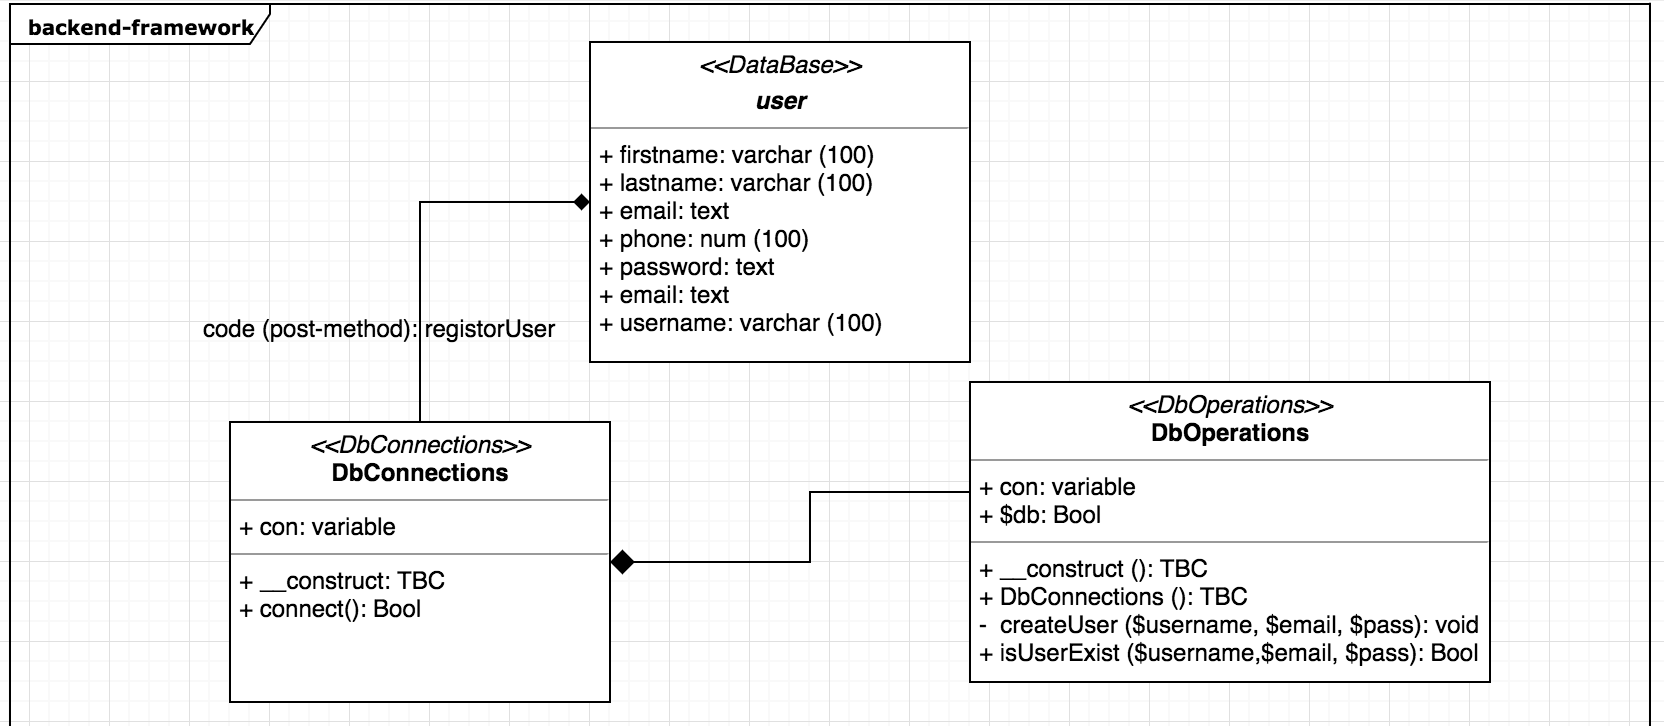 backend-framework
<<DataBase>>
user
+ firstname: varchar (100)
+ lastname: varchar (100)
+ email: text
+ phone: num (100)
+ password: text
+ email: text
+ username: varchar (100)
code (post-method): registorUser
<<DbConnections>>
DbConnections
+ con: variable
+ __construct: TBC
+ connect(): Bool
<<DbOperations>>
DbOperations
+ con: variable
+ $db: Bool
+ __construct (): TBC
+ DbConnections (): TBC
- createUser ($username, $email, $pass): void
+ isUserExist ($username,$email, $pass): Bool